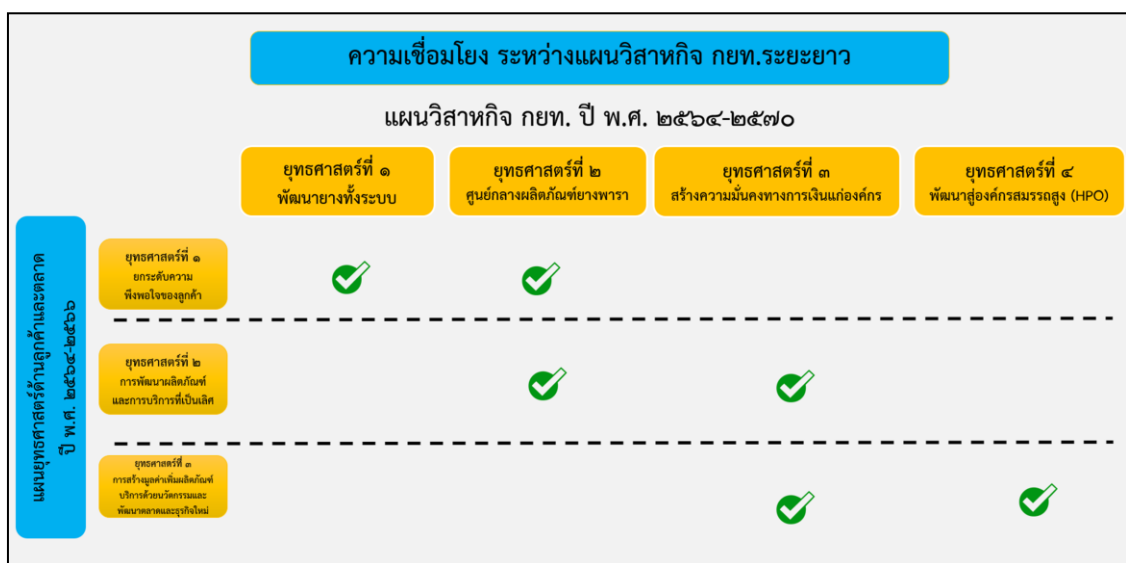 ความเชื่อมโยง ระหว่างแผนวิสาหกิจ กยท.ระยะยาว
แผนวิสาหกิจ กยท. ปี พ.ศ. ๒๕๖๔-๒๕๗๐
ยุทธศาสตร์ที่ ๑
พัฒนายางทั้งระบบ
ยุทธศาสตร์ที่ ๒
ศูนย์กลางผลิตภัณฑ์ยางพารา
ยุทธศาสตร์ที่ ๓
สร้างความมั่นคงทางการเงินแก่องค์กร
ยุทธศาสตร์ที่ ๔
พัฒนาสู่องค์กรสมรรถสูง (HPO)
แผนยุทธศาสตร์ด้านลูกค้าและตลาด
ปี พ.ศ. ๒๕๖๔-๒๕๖๖
ยุทธศาสตร์ที่ ๑
ยกระดับความ
พึงพอใจของลูกค้า
ยุทธศาสตร์ที่ ๒
การพัฒนาผลิตภัณฑ์
และการบริการที่เป็นเลิศ
ยุทธศาสตร์ที่ ๓
การสร้างมูลค่าเพิ่มผลิตภัณฑ์
บริการด้วยนวัตกรรมและ
พัฒนาตลาดและธุรกิจใหม่